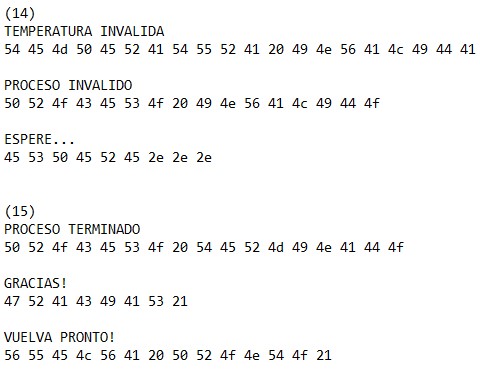 (14)
TEMPERATURA INVALIDA
54 45 4d 50 45 52 41 54 55 52 41 20 49 4e 56 41 4c 49 44 41
PROCESO INVALIDO
50 52 4f 43 45 53 4f 20 49 4e 56 41 4c 49 44 4f
ESPERE...
45 53 50 45 52 45 2e 2e 2e
(15)
PROCESO TERMINADO
50 52 4f 43 45 53 4f 20 54 45 52 4d 49 4e 41 44 4f
GRACIAS!
47 52 41 43 49 41 53 21
VUELVA PRONTO!
56 55 45 4c 56 41 20 50 52 4f 4e 54 4f 21